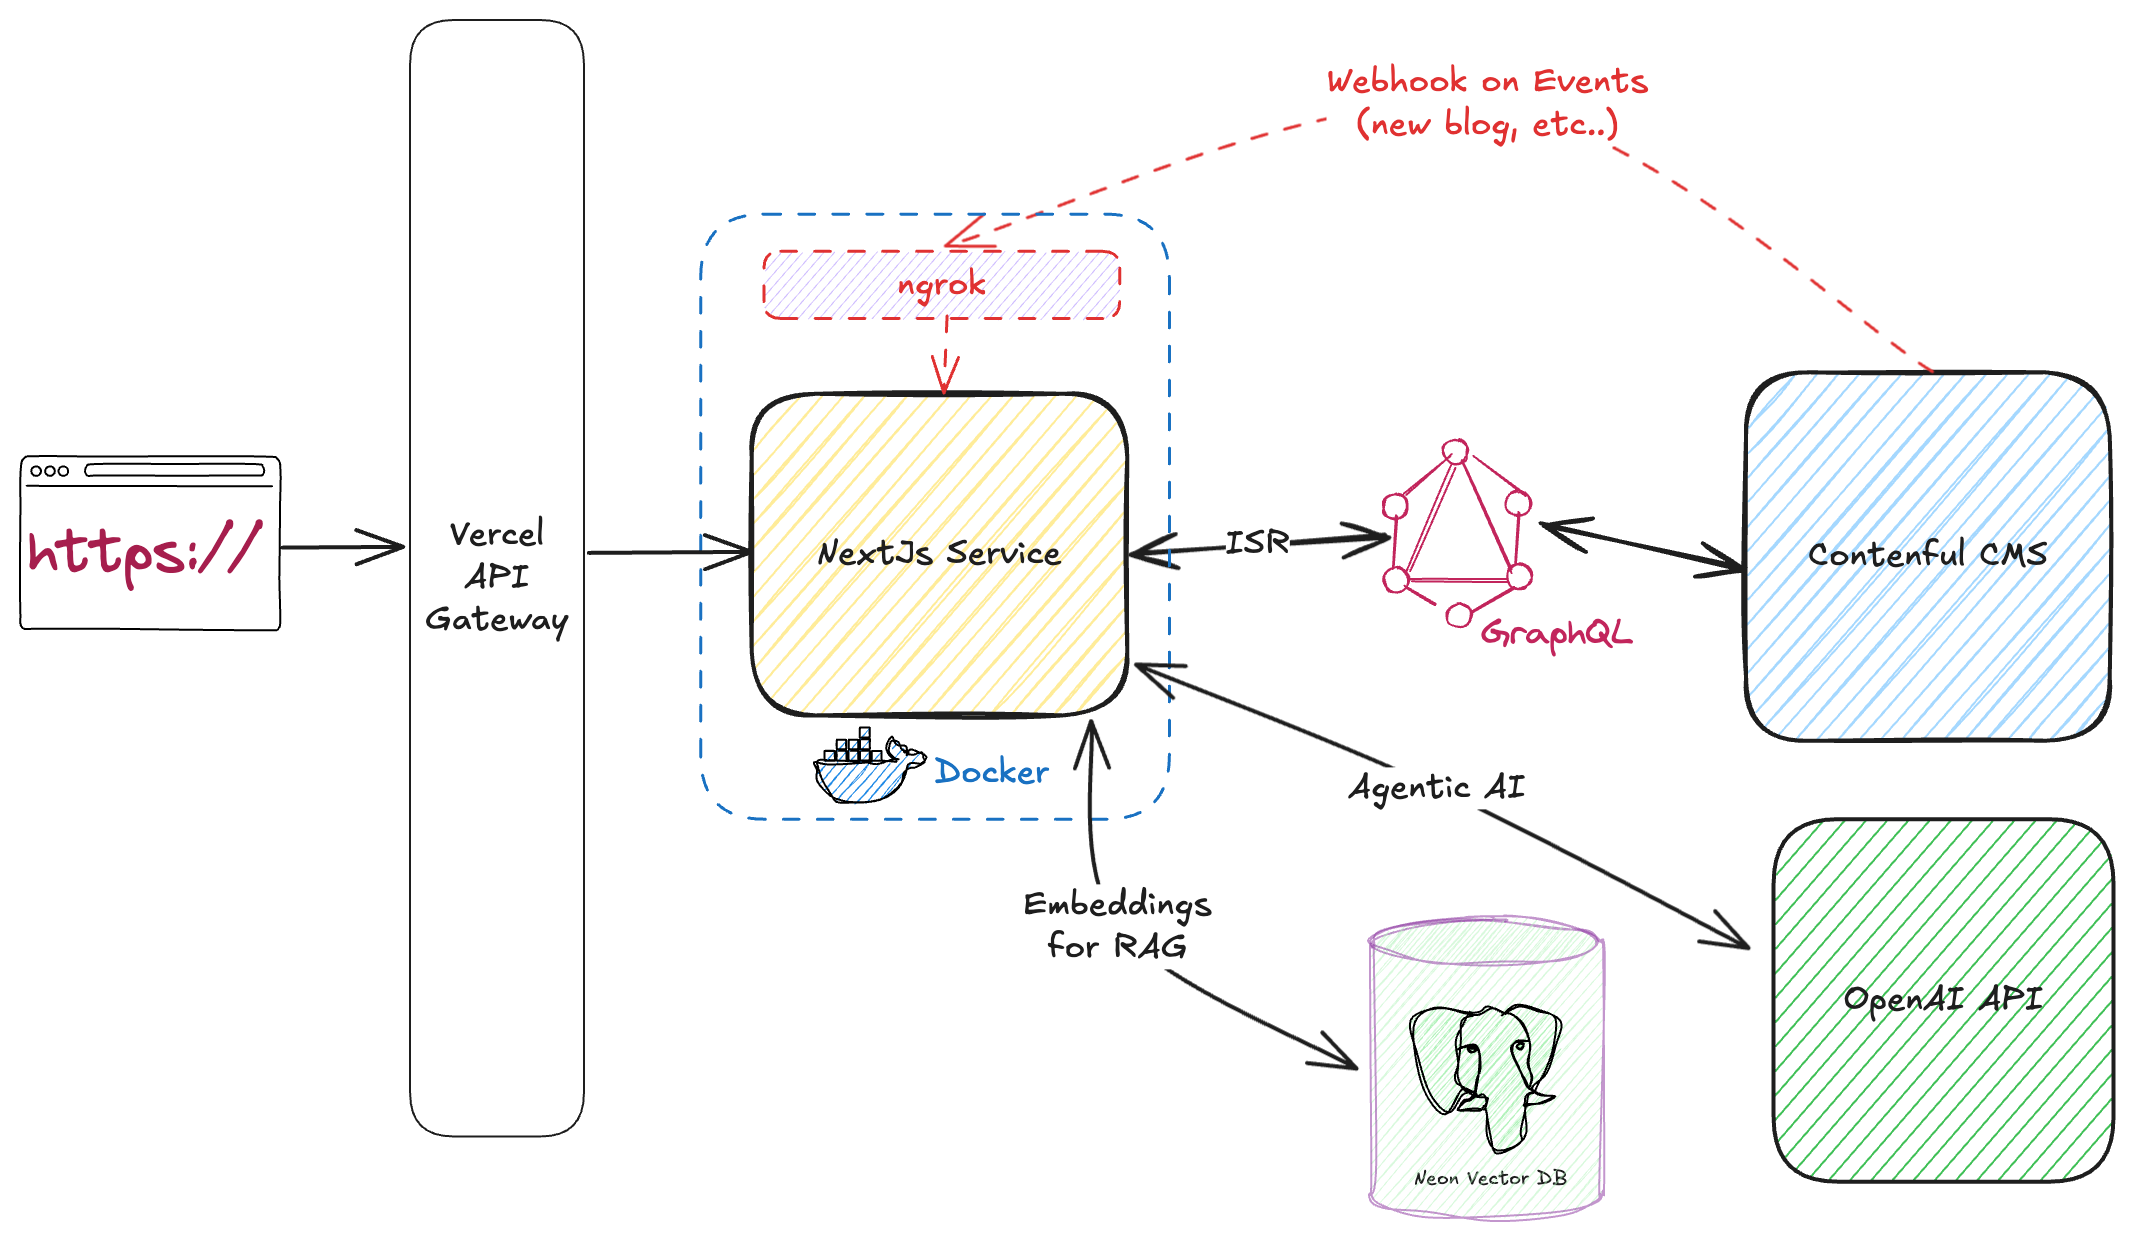 Webhook on Events
(new blog, etc..)
ngrok
https://
Vercel
API
Gateway
NextJs Service
ISR
GraphQL
Contenful CMS
Docker
Agentic AI
Embeddings
for RAG
OpenAI API
Neon Vector DB